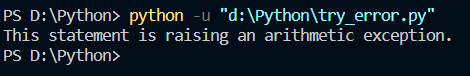 PS D:\Python> python -u "d:\Python\try_error.py"
This statement is raising an arithmetic exception.
PS D:\Python>